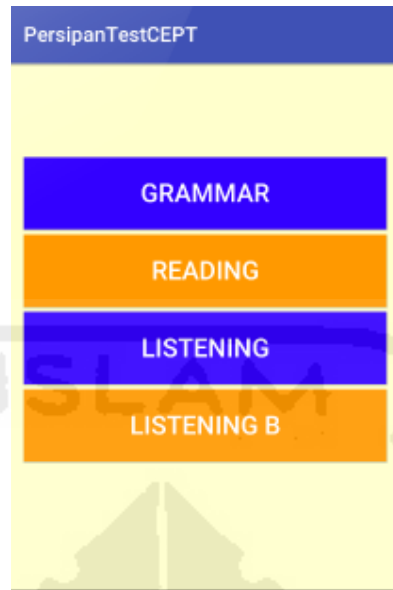 PersipanTestCEPT
GRAMMAR
READING
LISTENING
LISTENING B